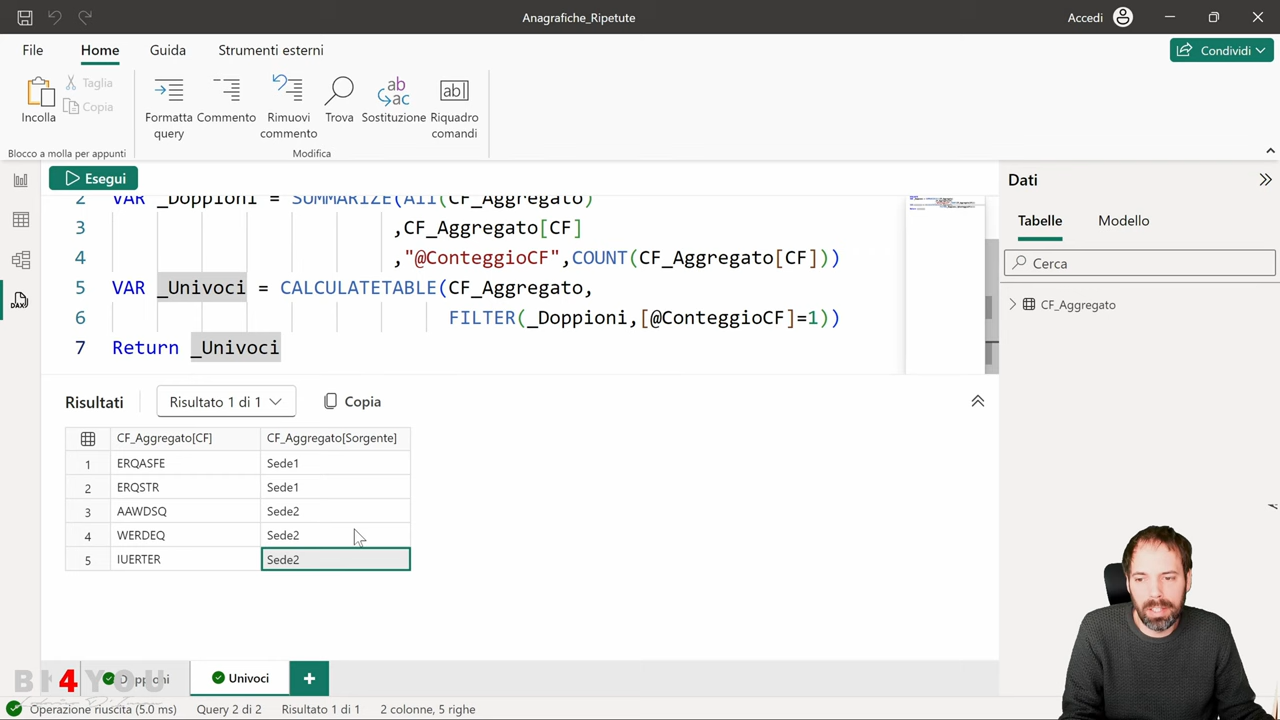 Anagrafiche_Ripetute
Accedi
File
Home
Guida
Strumenti esterni
Condividi
Incolla
Taglia
Copia
Formatta query
Commento
Rimuovi commento
Trova
Sostituzione
Riquadro comandi
Blocco a molla per appunti
Modifica
Esegui
2 VAR _Doppioni = SUMMARIZE(All(CF_Aggregato)
3 ,CF_Aggregato[CF]
4 ,"@ConteggioCF",COUNT(CF_Aggregato[CF]))
5 VAR _Univoci = CALCULATETABLE(CF_Aggregato,
6 FILTER(_Doppioni,[@ConteggioCF]=1))
7 Return _Univoci
Dati
Tabelle
Modello
Cerca
CF_Aggregato
Risultati
Risultato 1 di 1
Copia
CF_Aggregato[CF] CF_Aggregato[Sorgente]
1 ERQASFE Sede1
2 ERQSTR Sede1
3 AAWDSQ Sede2
4 WERDEQ Sede2
5 IUERTER Sede2
BI4YOU
Doppioni
Univoci
Operazione riuscita (5.0 ms)
Query 2 di 2
Risultato 1 di 1
2 colonne, 5 righe